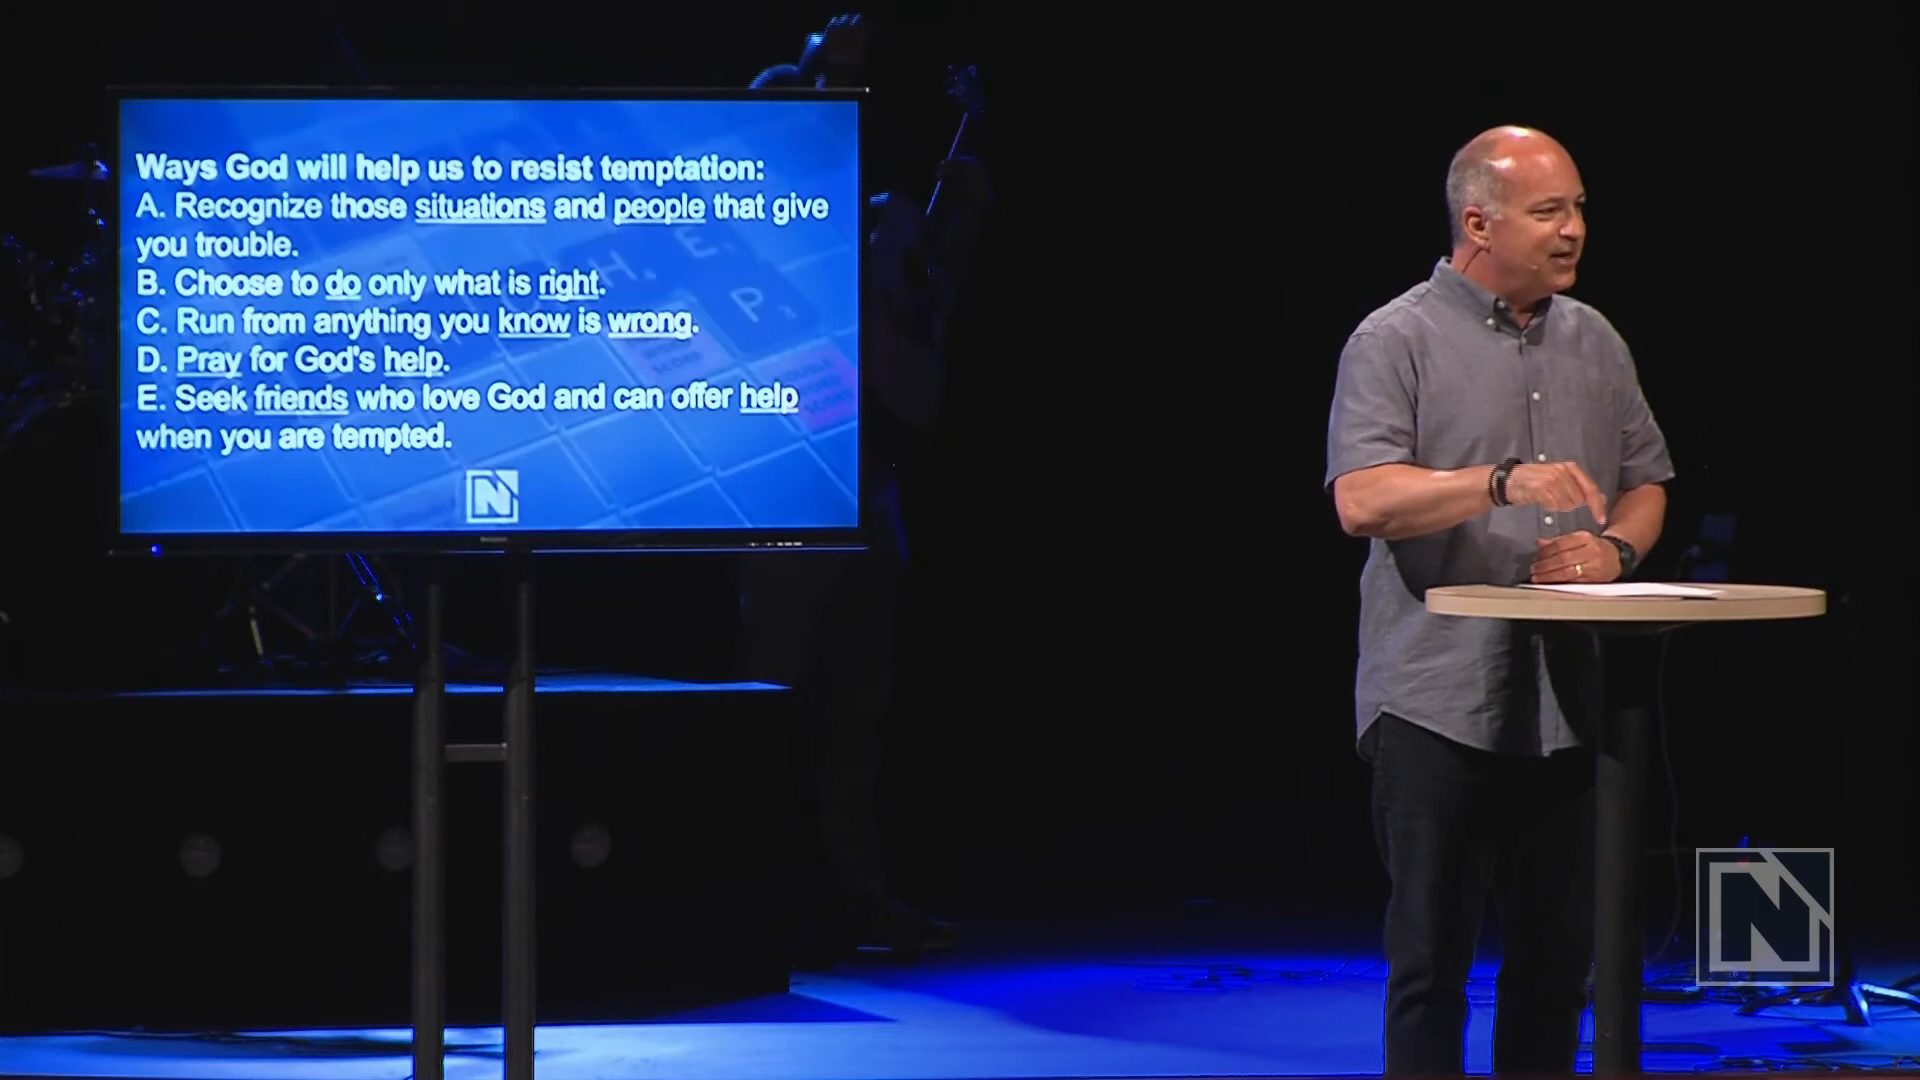 Ways God will help us to resist temptation:
A. Recognize those situations and people that give
you trouble.
B. Choose to do only what is right.
C. Run from anything you know is wrong.
D. Pray for God's help.
E. Seek friends who love God and can offer help
when you are tempted.
N
H.
E
P.
N